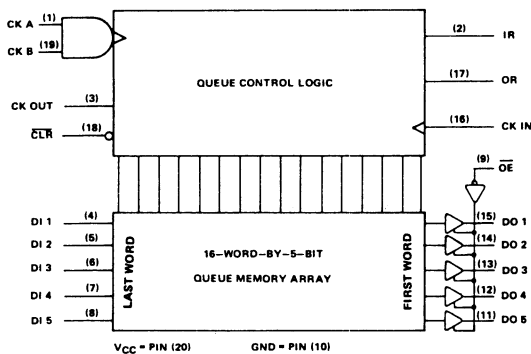 CK A (1)
CK B (19)
CK OUT (3)
CLR (18)
QUEUE CONTROL LOGIC
(2) IR
(17) OR
(16) CK IN
(9) OE
DI 1 (4)
DI 2 (5)
DI 3 (6)
DI 4 (7)
DI 5 (8)
LAST WORD
16-WORD-BY-5-BIT
QUEUE MEMORY ARRAY
FIRST WORD
(15) DO 1
(14) DO 2
(13) DO 3
(12) DO 4
(11) DO 5
VCC = PIN (20) GND = PIN (10)